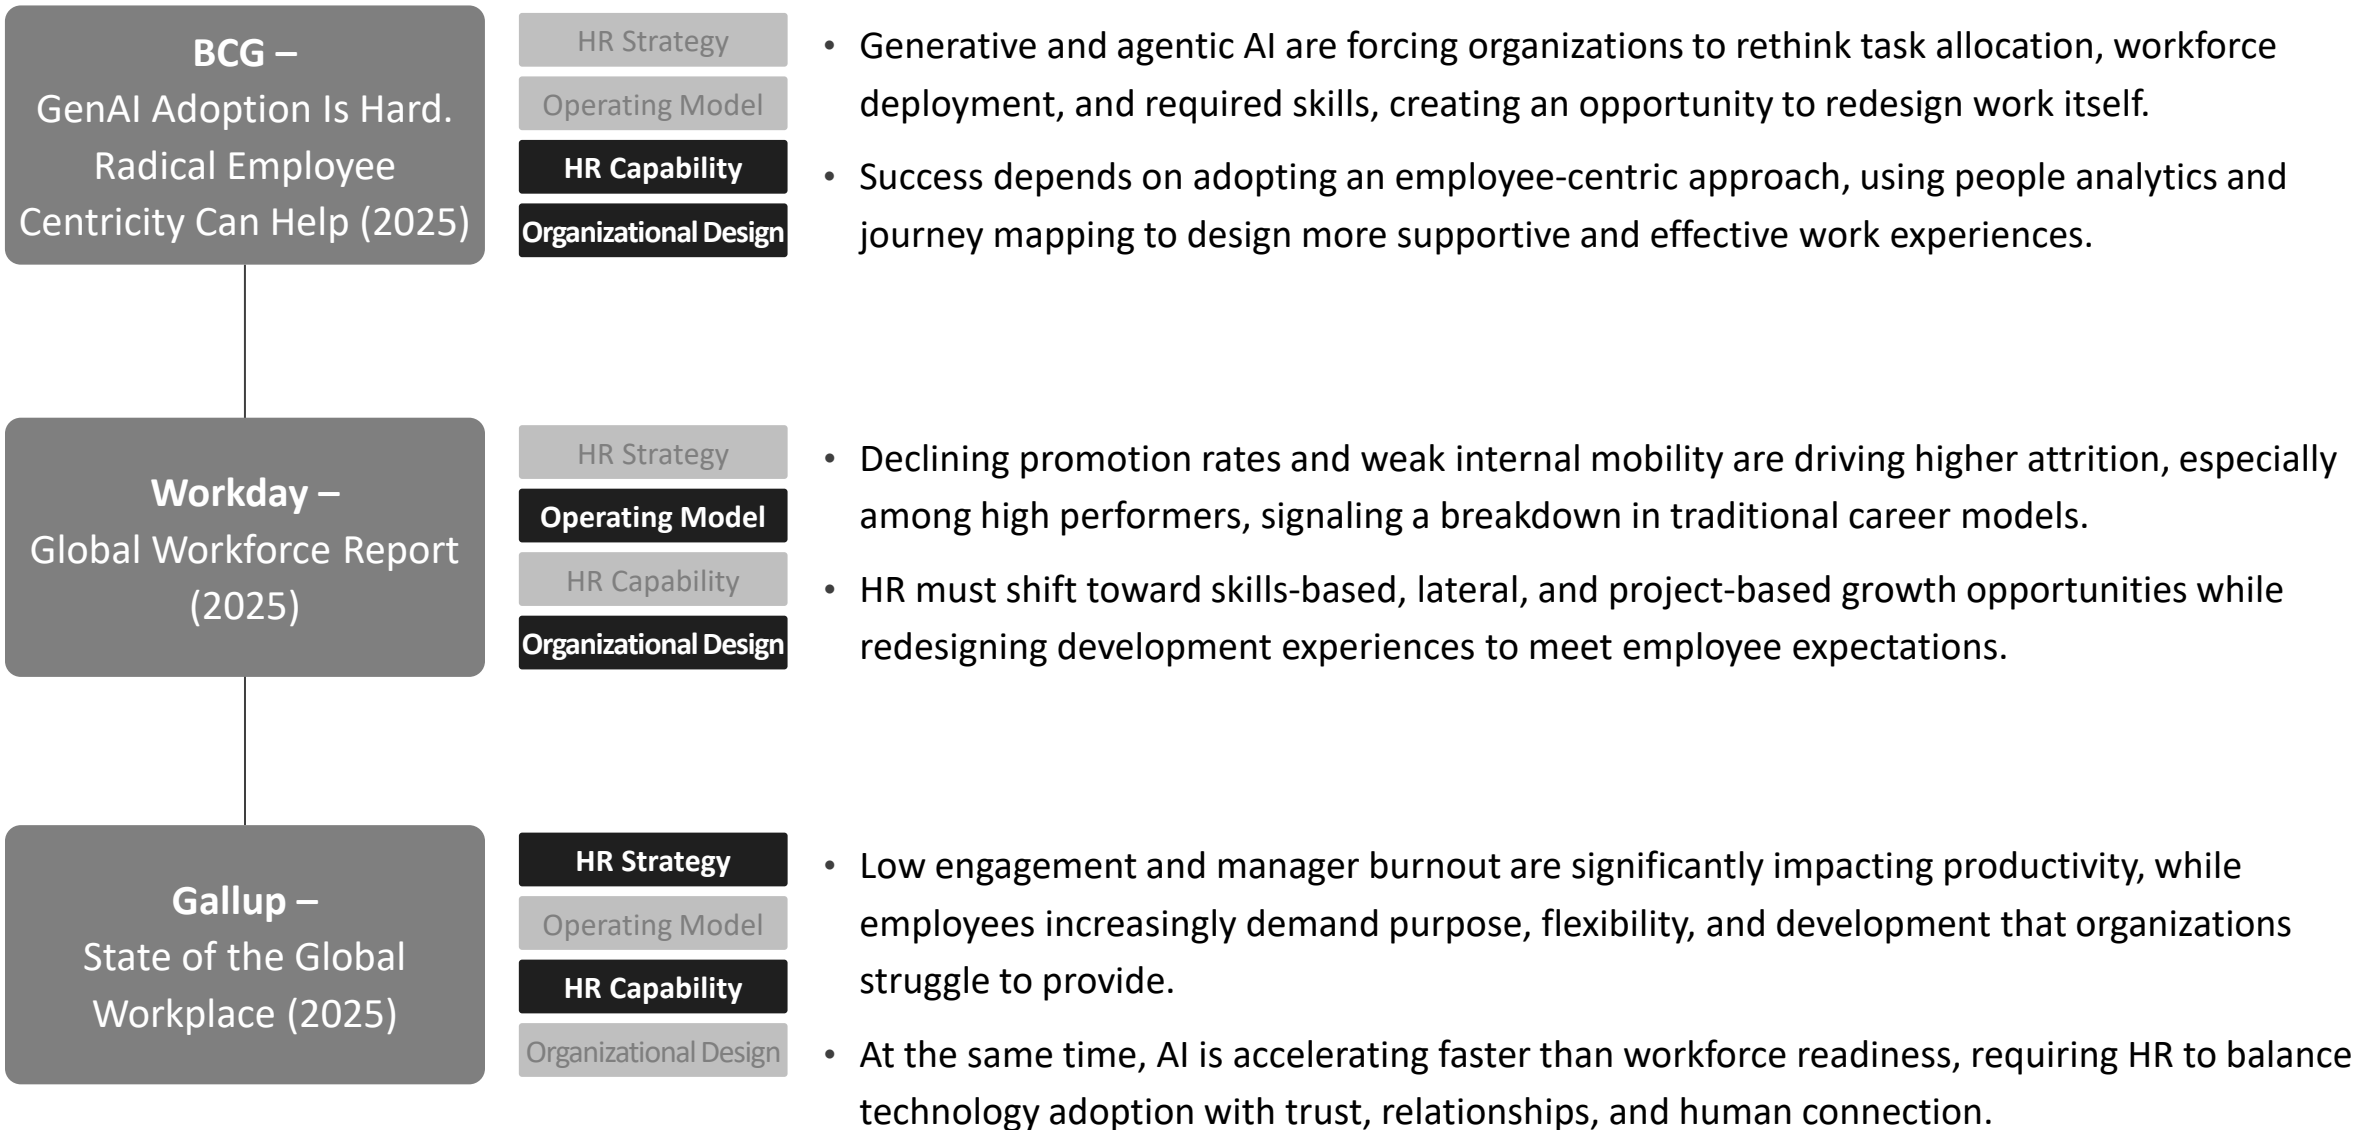 BCG –
GenAI Adoption Is Hard.
Radical Employee
Centricity Can Help (2025)
HR Strategy
Operating Model
HR Capability
Organizational Design
• Generative and agentic AI are forcing organizations to rethink task allocation, workforce
deployment, and required skills, creating an opportunity to redesign work itself.
• Success depends on adopting an employee-centric approach, using people analytics and
journey mapping to design more supportive and effective work experiences.
Workday –
Global Workforce Report
(2025)
HR Strategy
Operating Model
HR Capability
Organizational Design
• Declining promotion rates and weak internal mobility are driving higher attrition, especially
among high performers, signaling a breakdown in traditional career models.
• HR must shift toward skills-based, lateral, and project-based growth opportunities while
redesigning development experiences to meet employee expectations.
Gallup –
State of the Global
Workplace (2025)
HR Strategy
Operating Model
HR Capability
Organizational Design
• Low engagement and manager burnout are significantly impacting productivity, while
employees increasingly demand purpose, flexibility, and development that organizations
struggle to provide.
• At the same time, AI is accelerating faster than workforce readiness, requiring HR to balance
technology adoption with trust, relationships, and human connection.